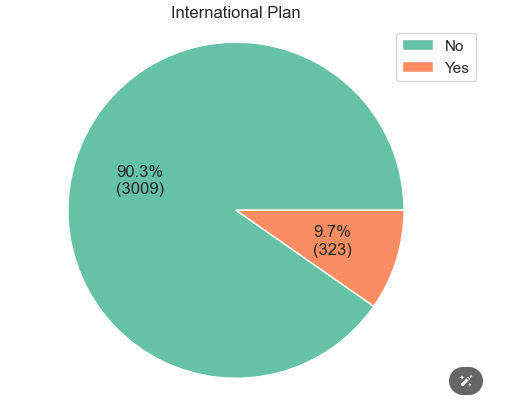 International Plan
No
Yes
90.3%
(3009)
9.7%
(323)